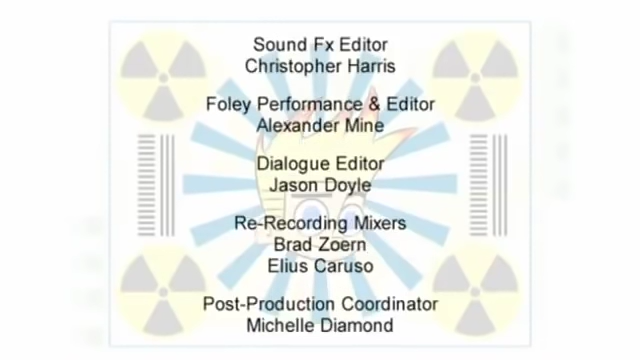 Sound Fx Editor
Christopher Harris
Foley Performance & Editor
Alexander Mine
Dialogue Editor
Jason Doyle
Re-Recording Mixers
Brad Zoern
Elius Caruso
Post-Production Coordinator
Michelle Diamond